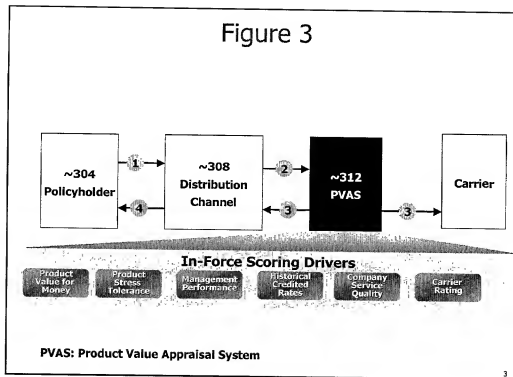 Figure 3
~304
Policyholder
1
4
~308
Distribution
Channel
2
3
~312
PVAS
3
Carrier
In-Force Scoring Drivers
Product
Value for
Money
Product
Stress
Tolerance
Management
Performance
Historical
Credited
Rates
Company
Service
Quality
Carrier
Rating
PVAS: Product Value Appraisal System
3